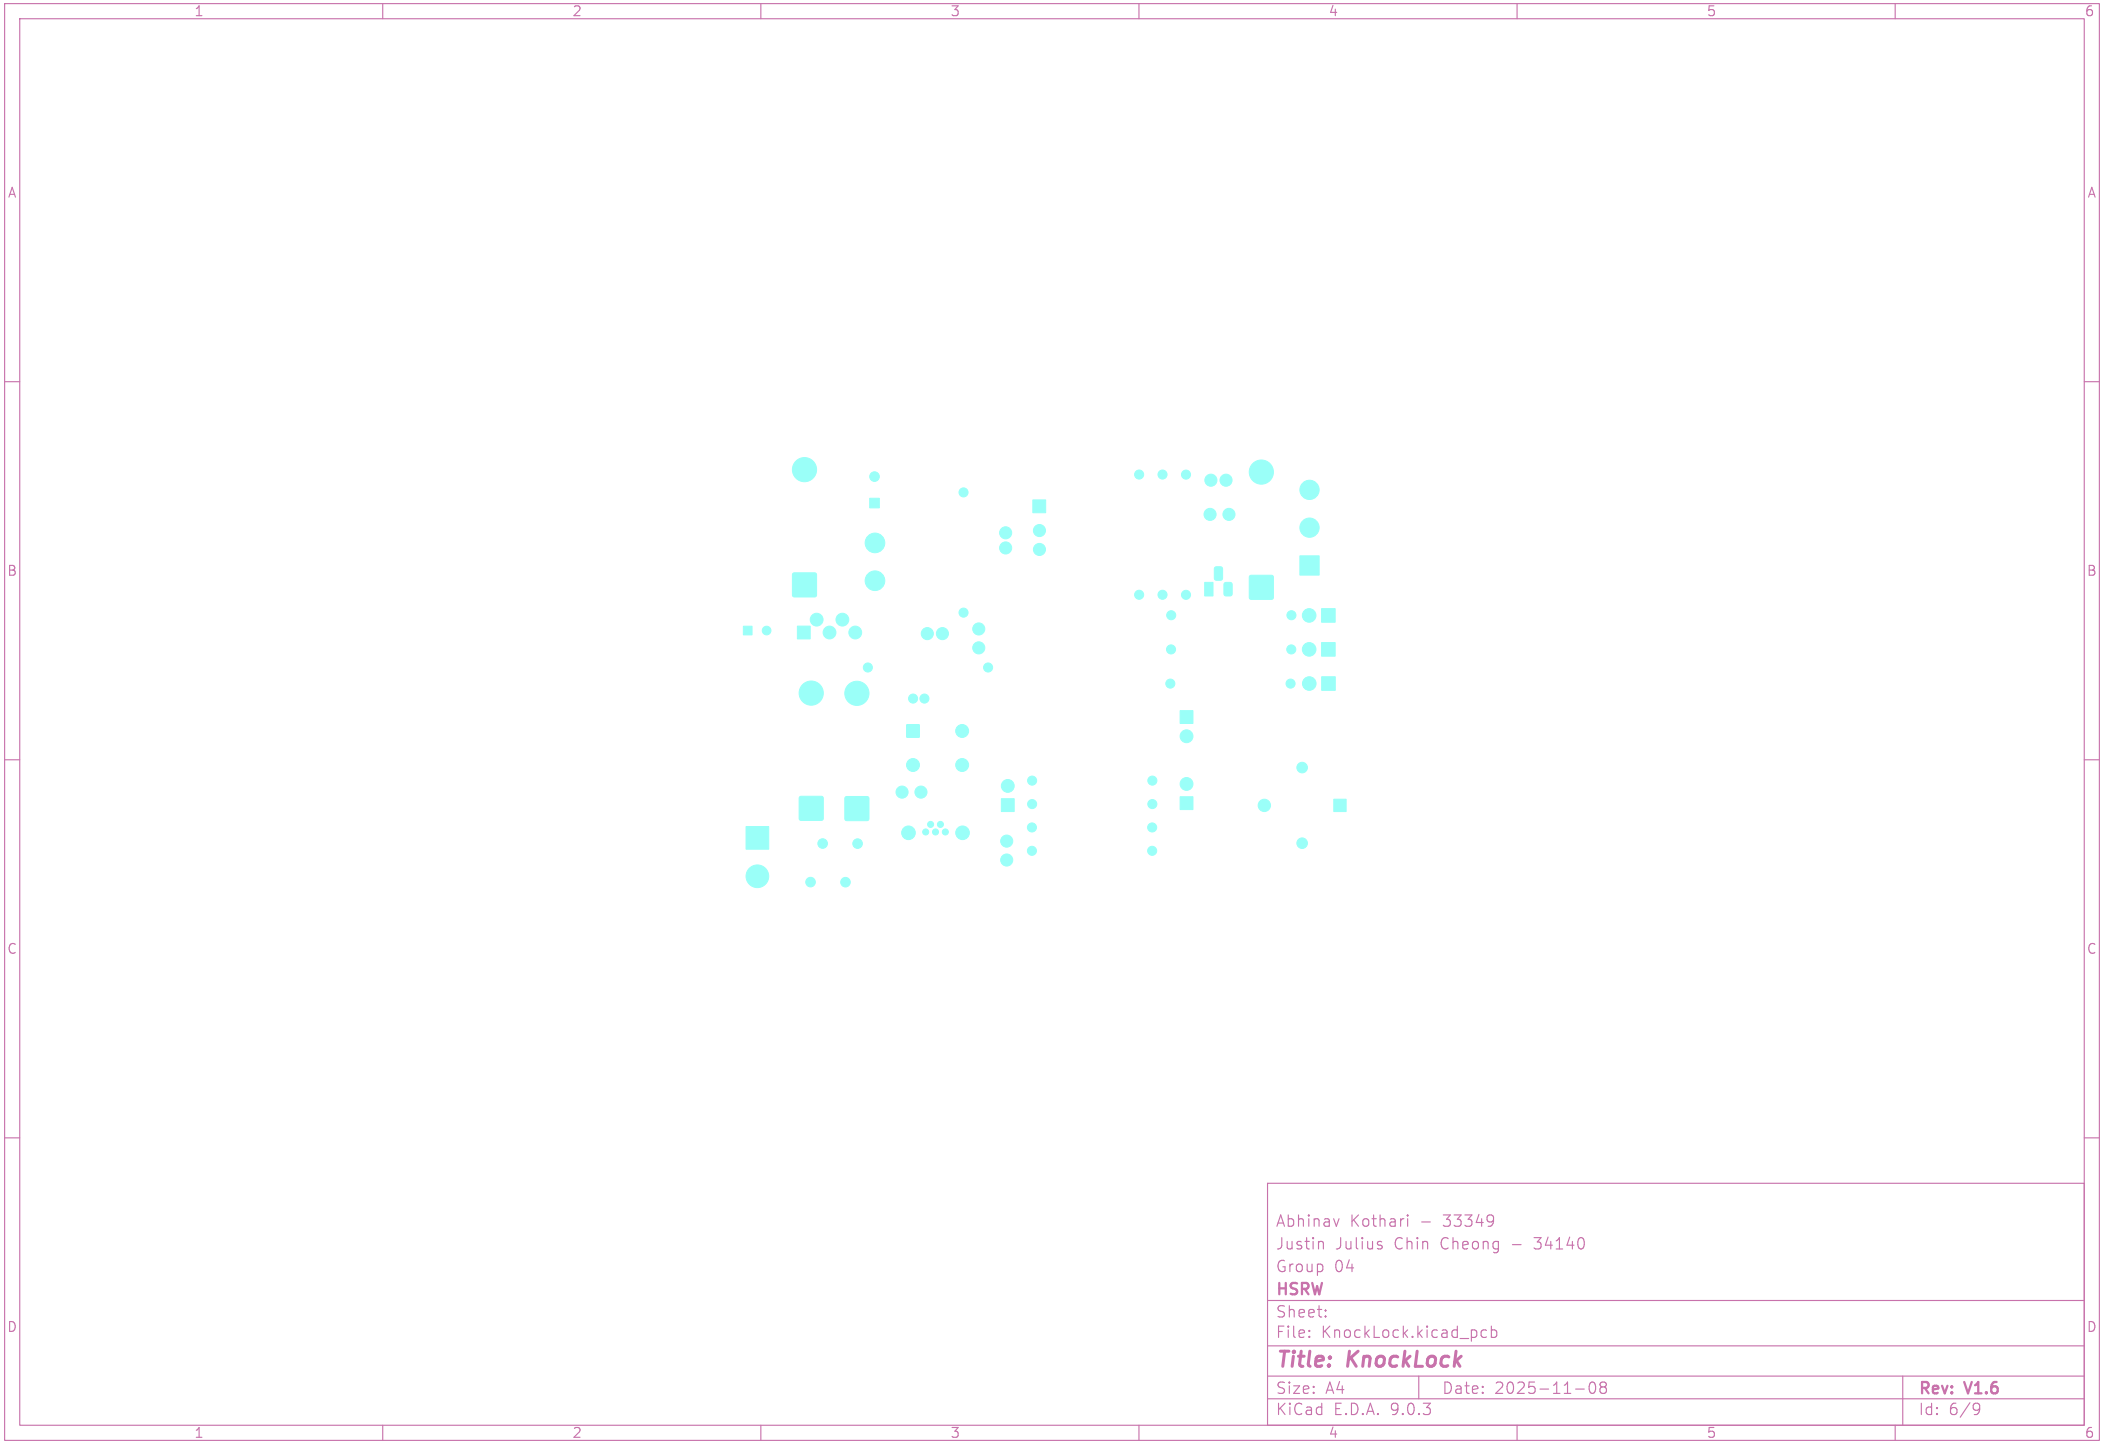 1 2 3 4 5 6
A A
B B
C C
D D
Abhinav Kothari – 33349
Justin Julius Chin Cheong – 34140
Group 04
HSRW
Sheet:
File: KnockLock.kicad_pcb
Title: KnockLock
Size: A4 Date: 2025-11-08 Rev: V1.6
KiCad E.D.A. 9.0.3 Id: 6/9
1 2 3 4 5 6